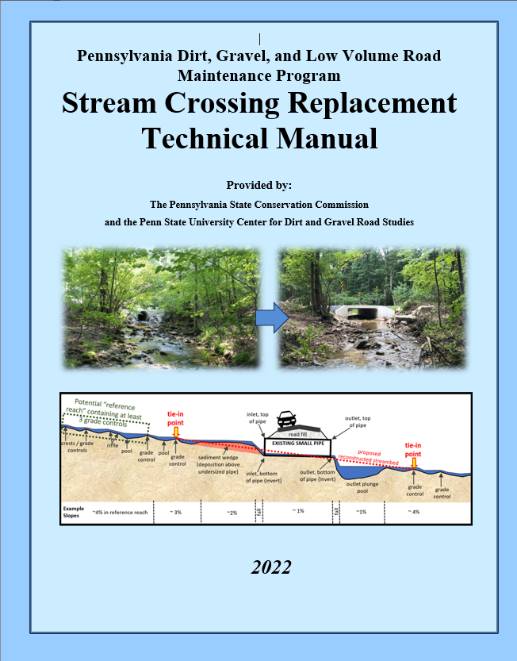 Pennsylvania Dirt, Gravel, and Low Volume Road
Maintenance Program
Stream Crossing Replacement
Technical Manual
Provided by:
The Pennsylvania State Conservation Commission
and the Penn State University Center for Dirt and Gravel Road Studies
Potential "reference
reach" containing at least
3 grade controls
tie-in
point
inlet, top
of pipe
outlet, top
of pipe
road fill
EXISTING SMALL PIPE
crests / grade
controls
riffle
pool
grade
control
pool
grade
control
sediment wedge
(deposition above
undersized pipe)
inlet, bottom
of pipe (invert)
outlet, bottom
of pipe (invert)
proposed
reconstructed streambed
outlet plunge
pool
tie-in
point
grade
control
grade
control
Example
Slopes
~4% in reference reach
~ 3%
~2%
fall
~ 1%
fall
~1%
~ 4%
2022